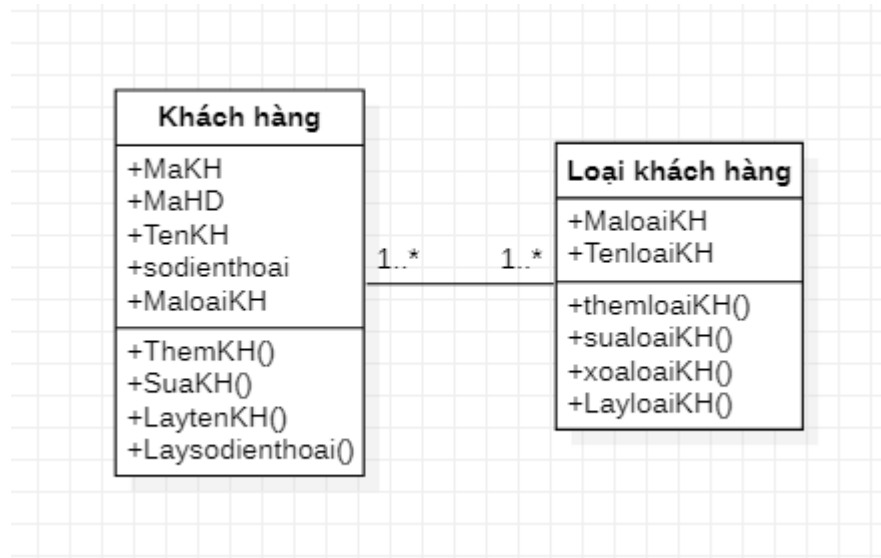 Khách hàng
+MaKH
+MaHD
+TenKH
+sodienthoai
+MaloaiKH
+ThemKH()
+SuaKH()
+LaytenKH()
+Laysodienthoai()
1..*
1..*
Loại khách hàng
+MaloaiKH
+TenloaiKH
+themloaiKH()
+sualoaiKH()
+xoaloaiKH()
+LayloaiKH()